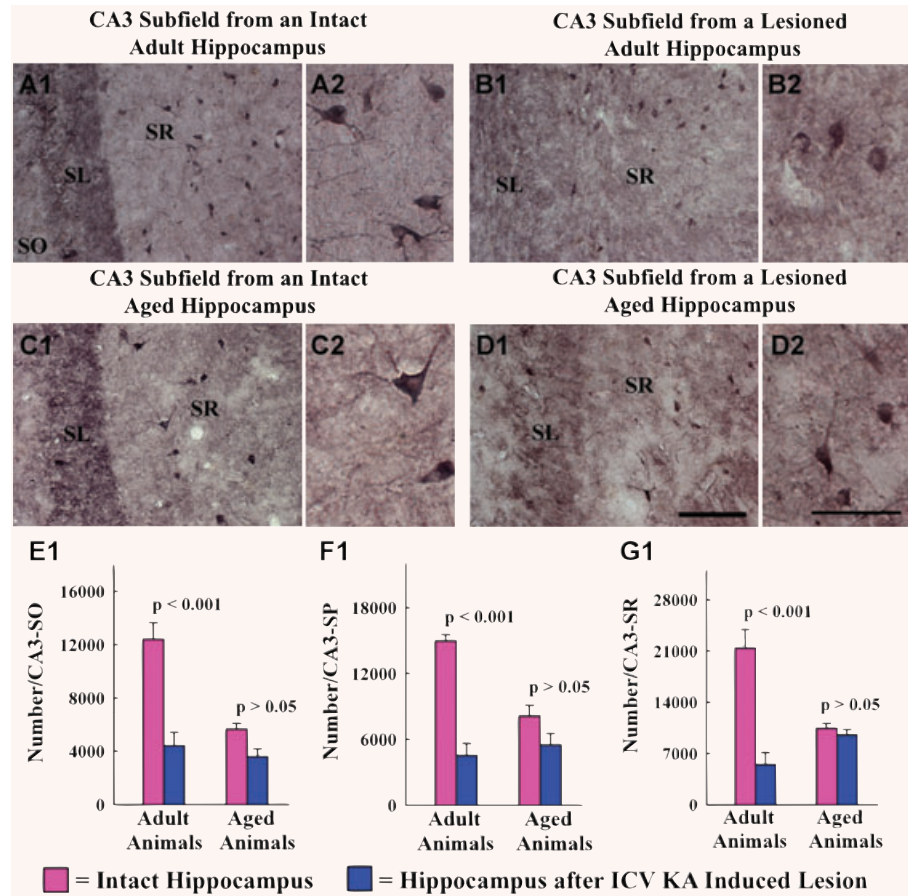 CA3 Subfield from an Intact
Adult Hippocampus
CA3 Subfield from a Lesioned
Adult Hippocampus
A1
SR
SL
SO
A2
B1
SL
SR
B2
CA3 Subfield from an Intact
Aged Hippocampus
CA3 Subfield from a Lesioned
Aged Hippocampus
C1
SL
SR
C2
D1
SR
SL
D2
E1
Number/CA3-SO
16000
12000
8000
4000
0
p < 0.001
p > 0.05
Adult
Animals
Aged
Animals
F1
Number/CA3-SP
18000
12000
6000
0
p < 0.001
p > 0.05
Adult
Animals
Aged
Animals
G1
Number/CA3-SR
28000
21000
14000
7000
0
p < 0.001
p > 0.05
Adult
Animals
Aged
Animals
= Intact Hippocampus
= Hippocampus after ICV KA Induced Lesion